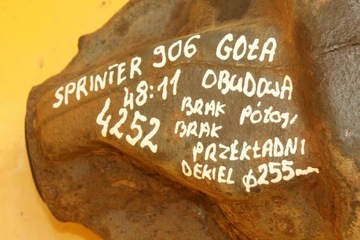 SPRINTER 906 GOŁA
48:11 OBUDOWA
4252 BRAK PÓŁOSI
BRAK
PRZEKŁADNI
DEKIEL ϕ255mm